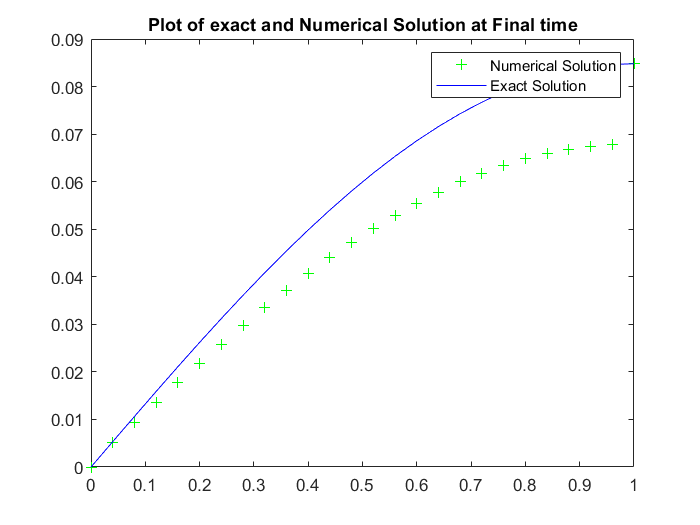 Plot of exact and Numerical Solution at Final time
0.09
0.08
0.07
0.06
0.05
0.04
0.03
0.02
0.01
0
Numerical Solution
Exact Solution
0 0.1 0.2 0.3 0.4 0.5 0.6 0.7 0.8 0.9 1